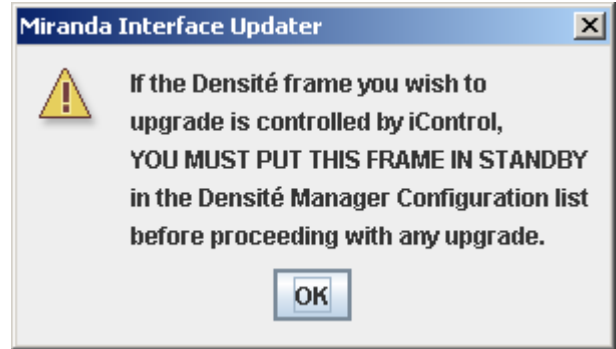 Miranda Interface Updater
If the Densité frame you wish to
upgrade is controlled by iControl,
YOU MUST PUT THIS FRAME IN STANDBY
in the Densité Manager Configuration list
before proceeding with any upgrade.
OK